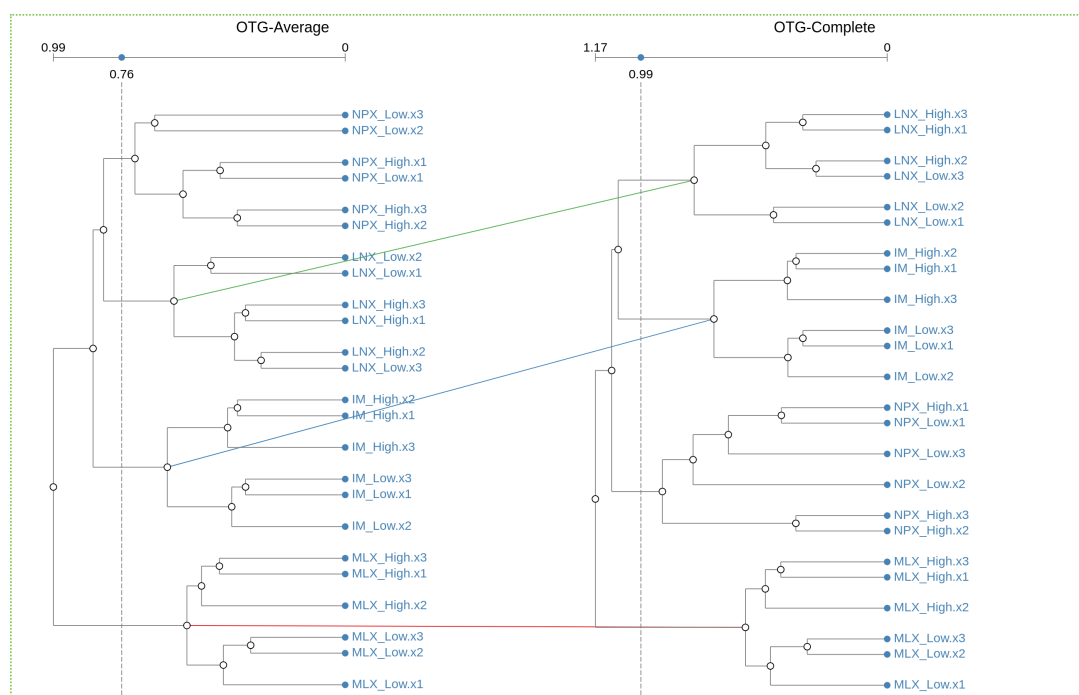 OTG-Average
0.99
0
0.76
NPX_Low.x3
NPX_Low.x2
NPX_High.x1
NPX_Low.x1
NPX_High.x3
NPX_High.x2
LNX_Low.x2
LNX_Low.x1
LNX_High.x3
LNX_High.x1
LNX_High.x2
LNX_Low.x3
IM_High.x2
IM_High.x1
IM_High.x3
IM_Low.x3
IM_Low.x1
IM_Low.x2
MLX_High.x3
MLX_High.x1
MLX_High.x2
MLX_Low.x3
MLX_Low.x2
MLX_Low.x1
OTG-Complete
1.17
0
0.99
LNX_High.x3
LNX_High.x1
LNX_High.x2
LNX_Low.x3
LNX_Low.x2
LNX_Low.x1
IM_High.x2
IM_High.x1
IM_High.x3
IM_Low.x3
IM_Low.x1
IM_Low.x2
NPX_High.x1
NPX_Low.x1
NPX_Low.x3
NPX_Low.x2
NPX_High.x3
NPX_High.x2
MLX_High.x3
MLX_High.x1
MLX_High.x2
MLX_Low.x3
MLX_Low.x2
MLX_Low.x1